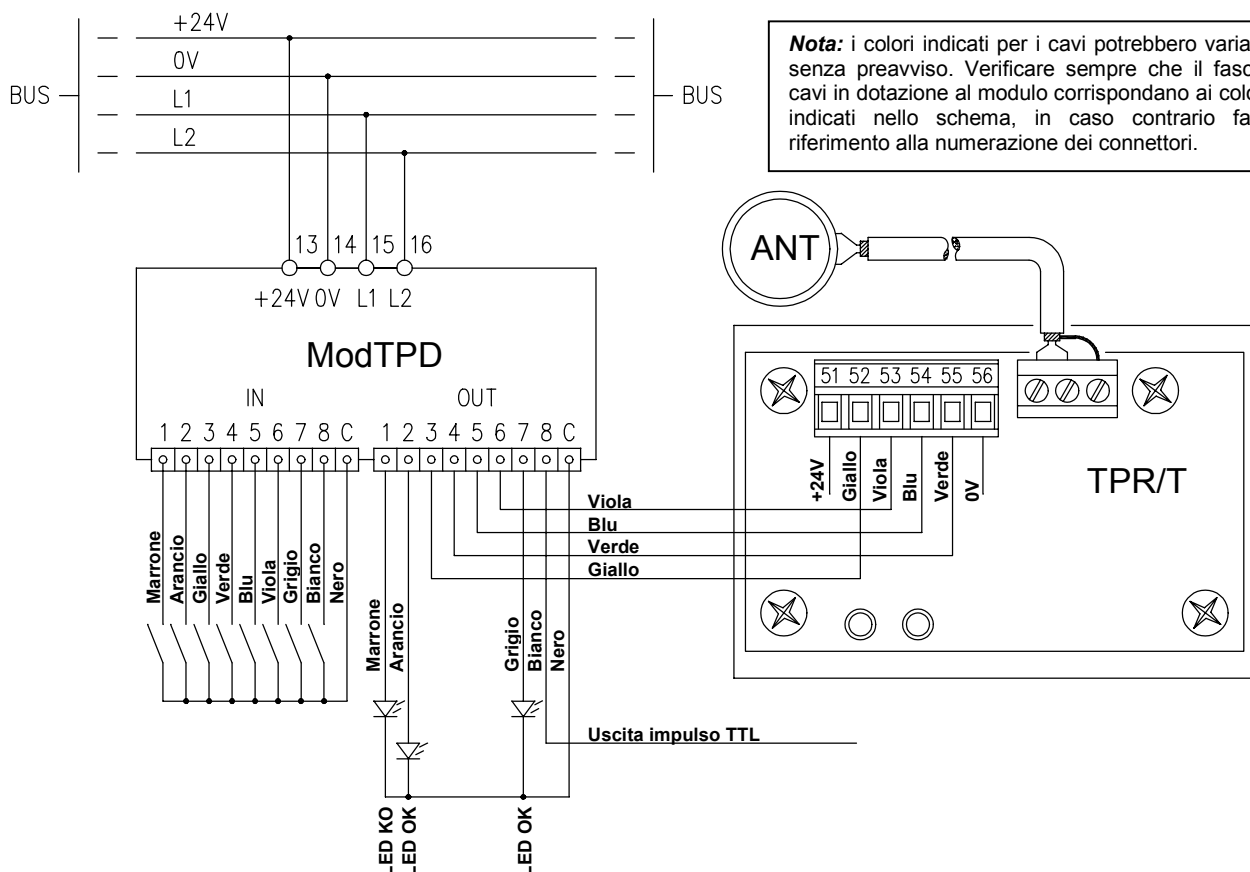 +24V
0V
BUS
L1
L2
BUS
Nota: i colori indicati per i cavi potrebbero varia
senza preavviso. Verificare sempre che il fasc
cavi in dotazione al modulo corrispondano ai colo
indicati nello schema, in caso contrario fa
riferimento alla numerazione dei connettori.
13 14 15 16
+24V 0V L1 L2
ModTPD
IN
OUT
1 2 3 4 5 6 7 8 C
1 2 3 4 5 6 7 8 C
ANT
51 52 53 54 55 56
+24V
Giallo
Viola
Blu
Verde
0V
TPR/T
Viola
Blu
Verde
Giallo
Marrone
Arancio
Giallo
Verde
Blu
Viola
Grigio
Bianco
Nero
Marrone
Arancio
Grigio
Bianco
Nero
Uscita impulso TTL
LED KO
LED OK
LED OK